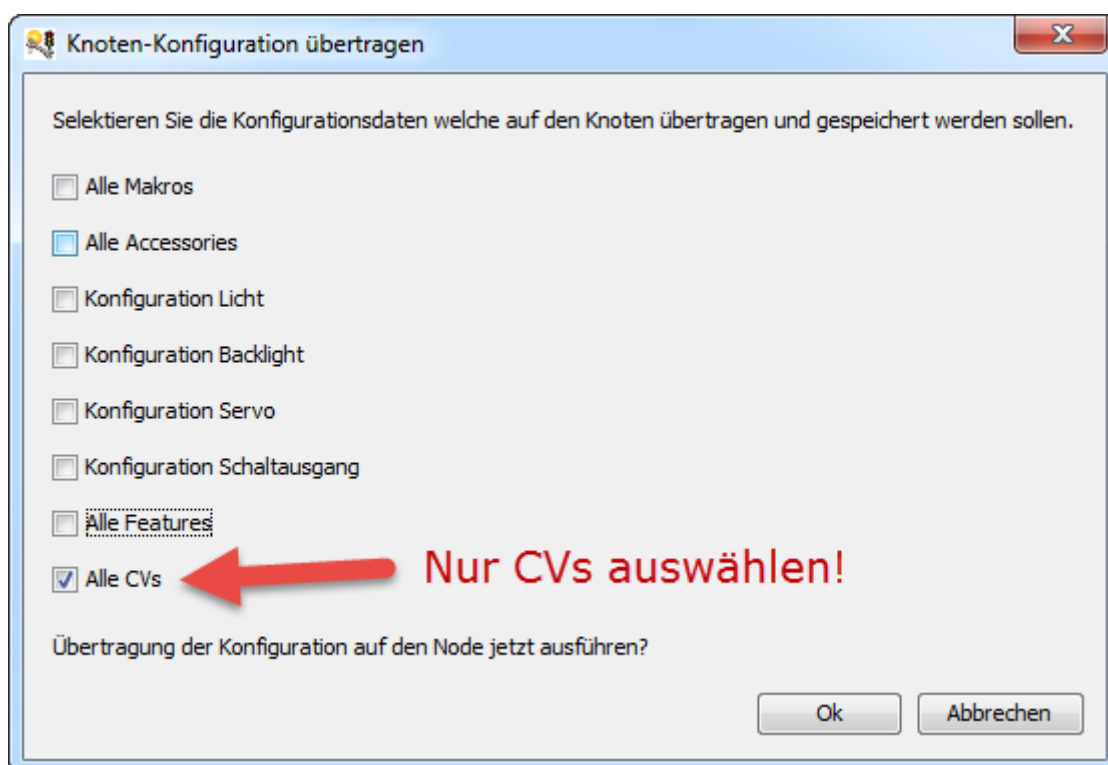 Knoten-Konfiguration übertragen
Selektieren Sie die Konfigurationsdaten welche auf den Knoten übertragen und gespeichert werden sollen.
Alle Makros
Alle Accessories
Konfiguration Licht
Konfiguration Backlight
Konfiguration Servo
Konfiguration Schaltausgang
Alle Features
Alle CVs Nur CVs auswählen!
Übertragung der Konfiguration auf den Node jetzt ausführen?
Ok Abbrechen